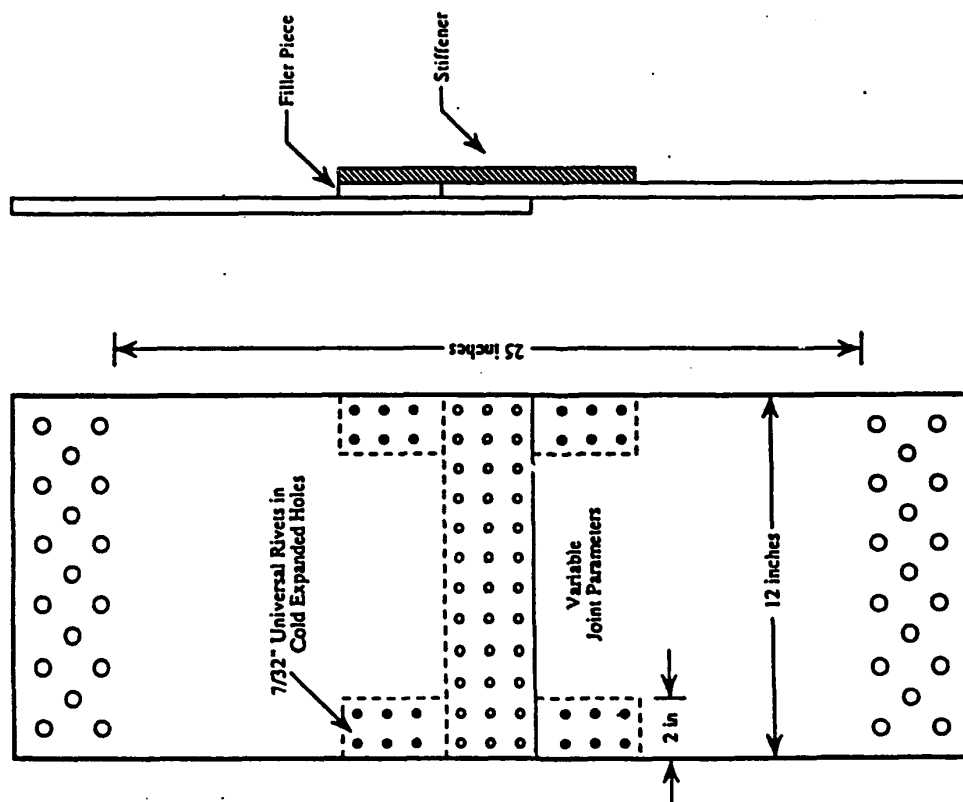 Filler Piece
Stiffener
25 inches
7/32" Universal Rivets in
Cold Expanded Holes
Variable
Joint Parameters
12 inches
2 in